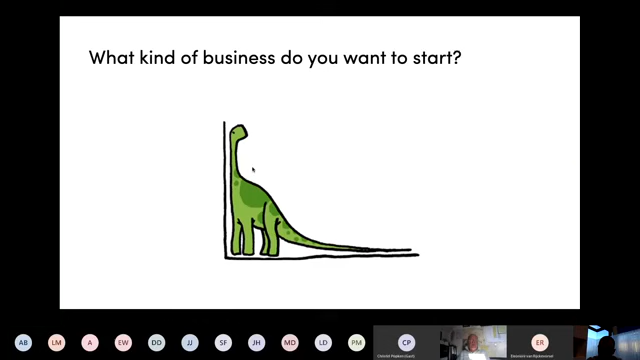 What kind of business do you want to start?
AB
LM
A
EW
DD
JJ
SF
JH
MD
LD
PM
CP
ER